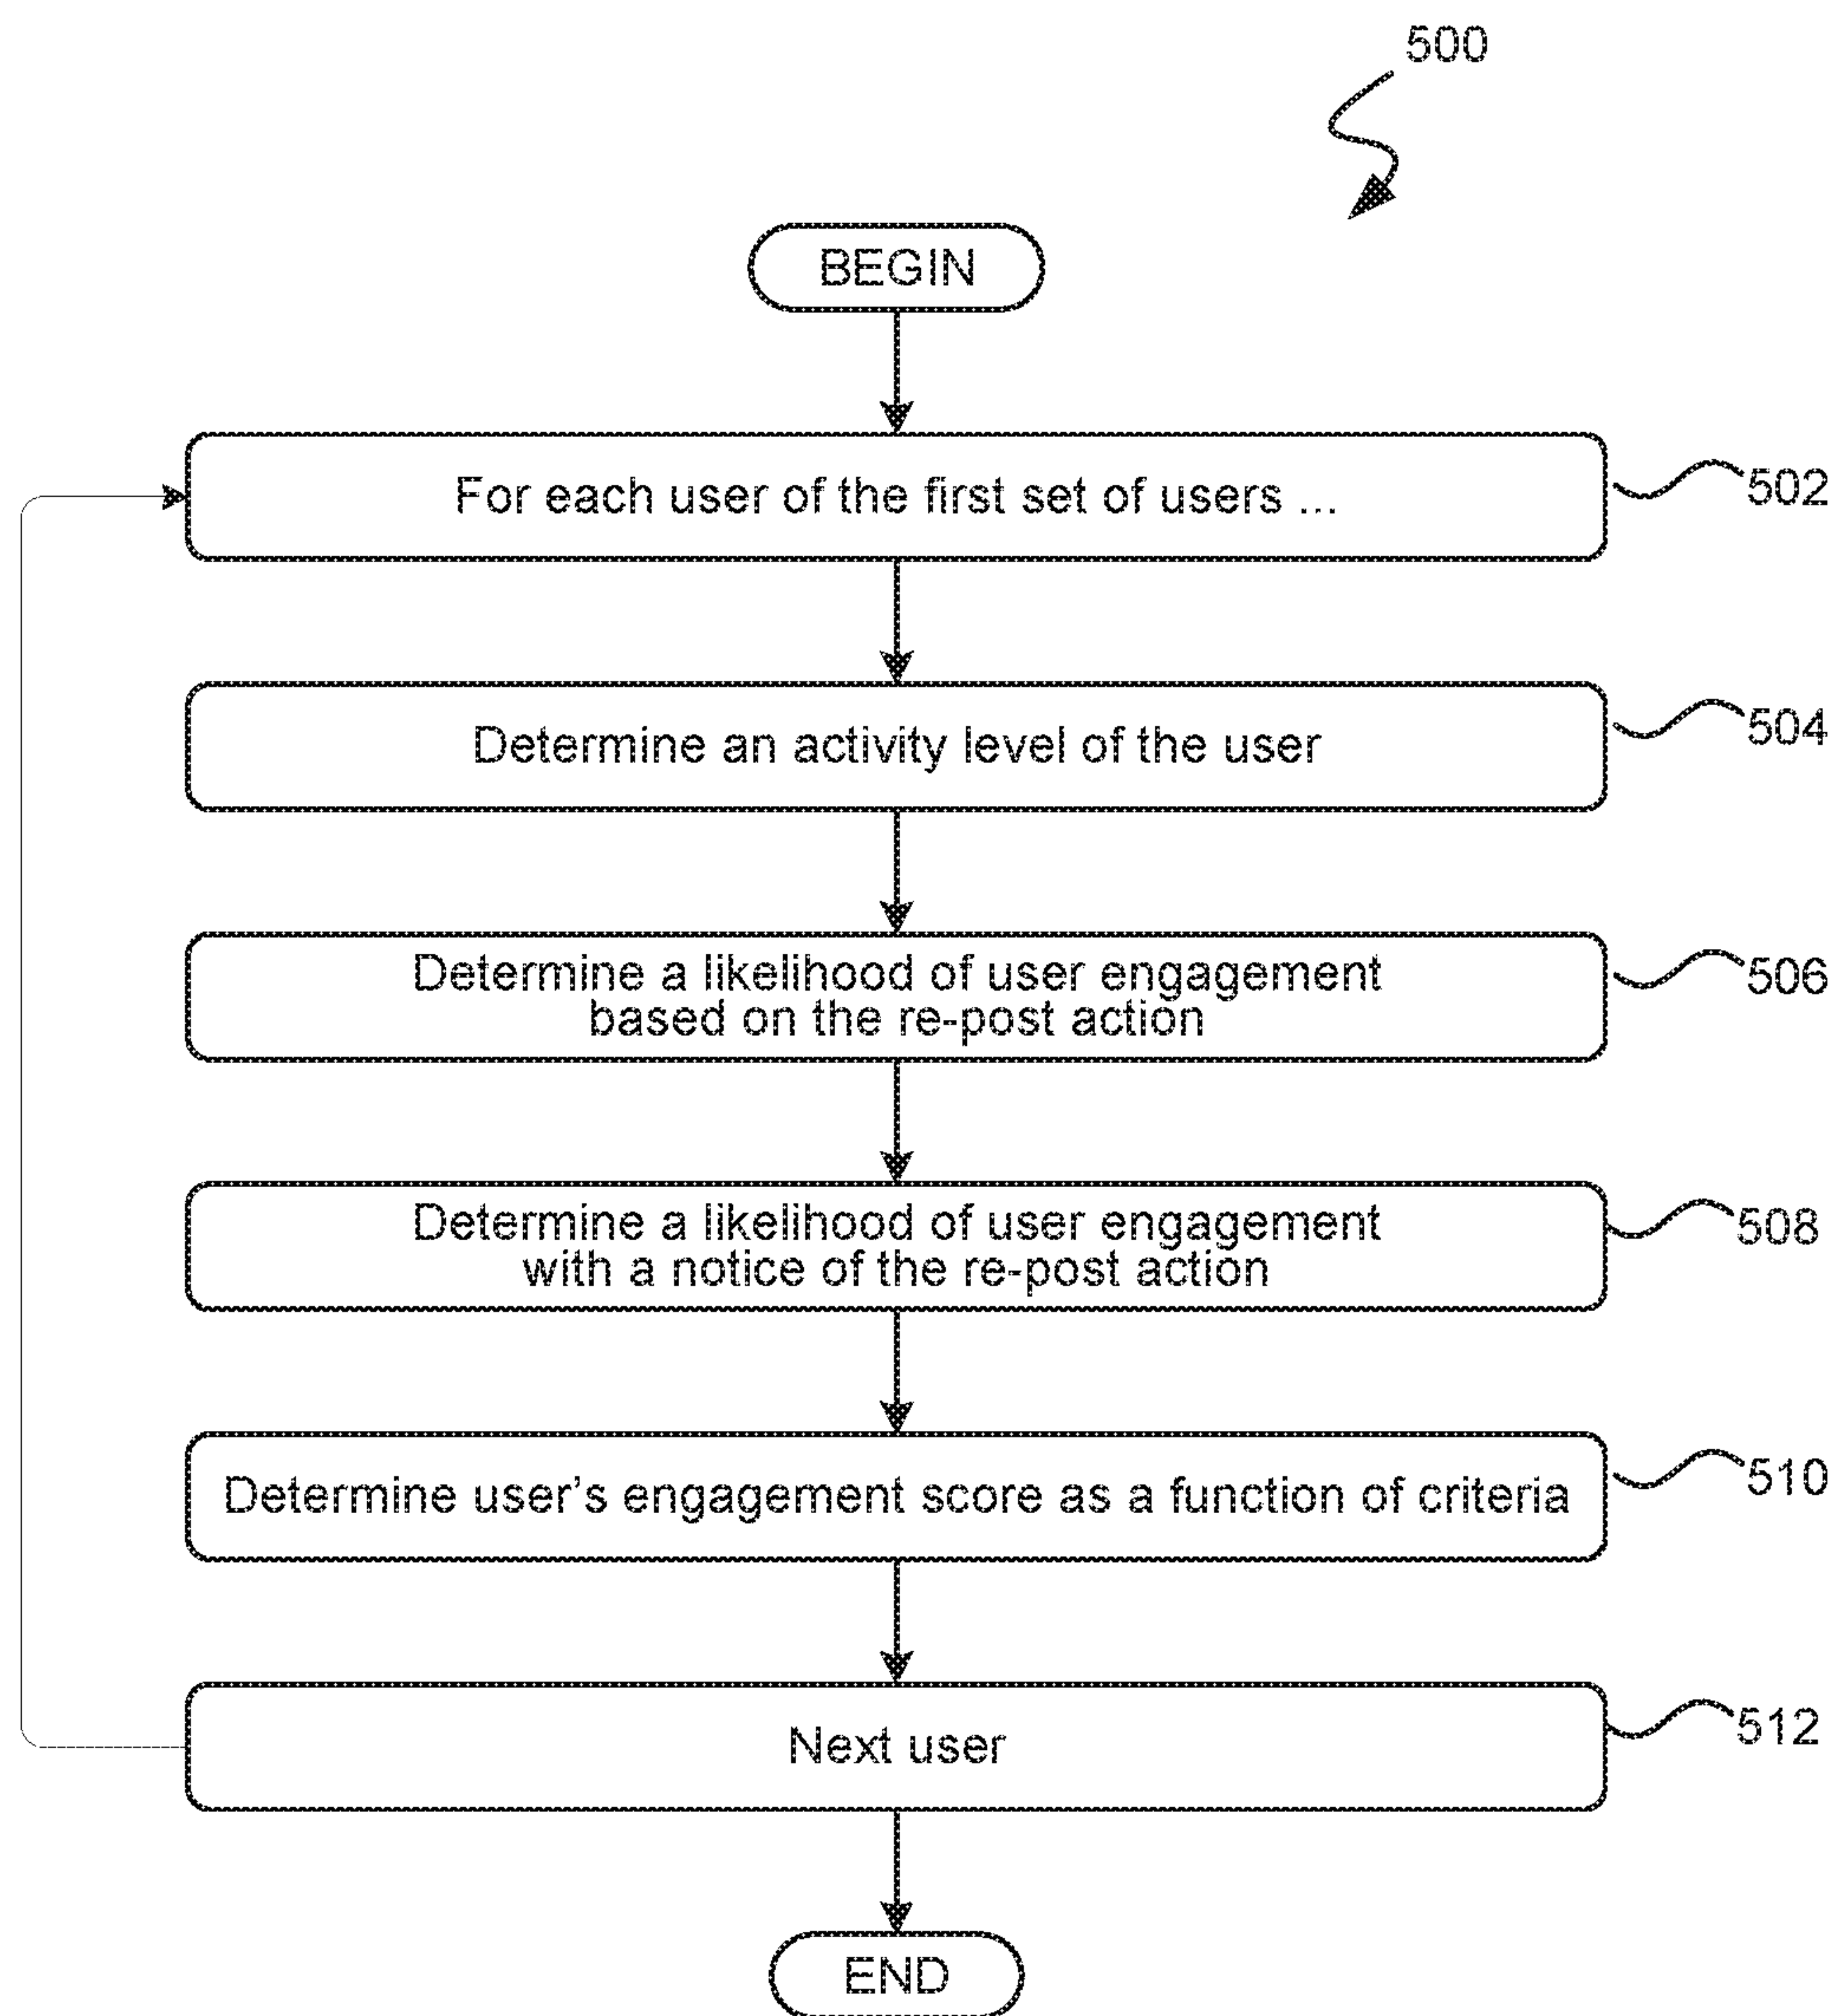 500
BEGIN
For each user of the first set of users ...
502
Determine an activity level of the user
504
Determine a likelihood of user engagement
based on the re-post action
506
Determine a likelihood of user engagement
with a notice of the re-post action
508
Determine user's engagement score as a function of criteria
510
Next user
512
END